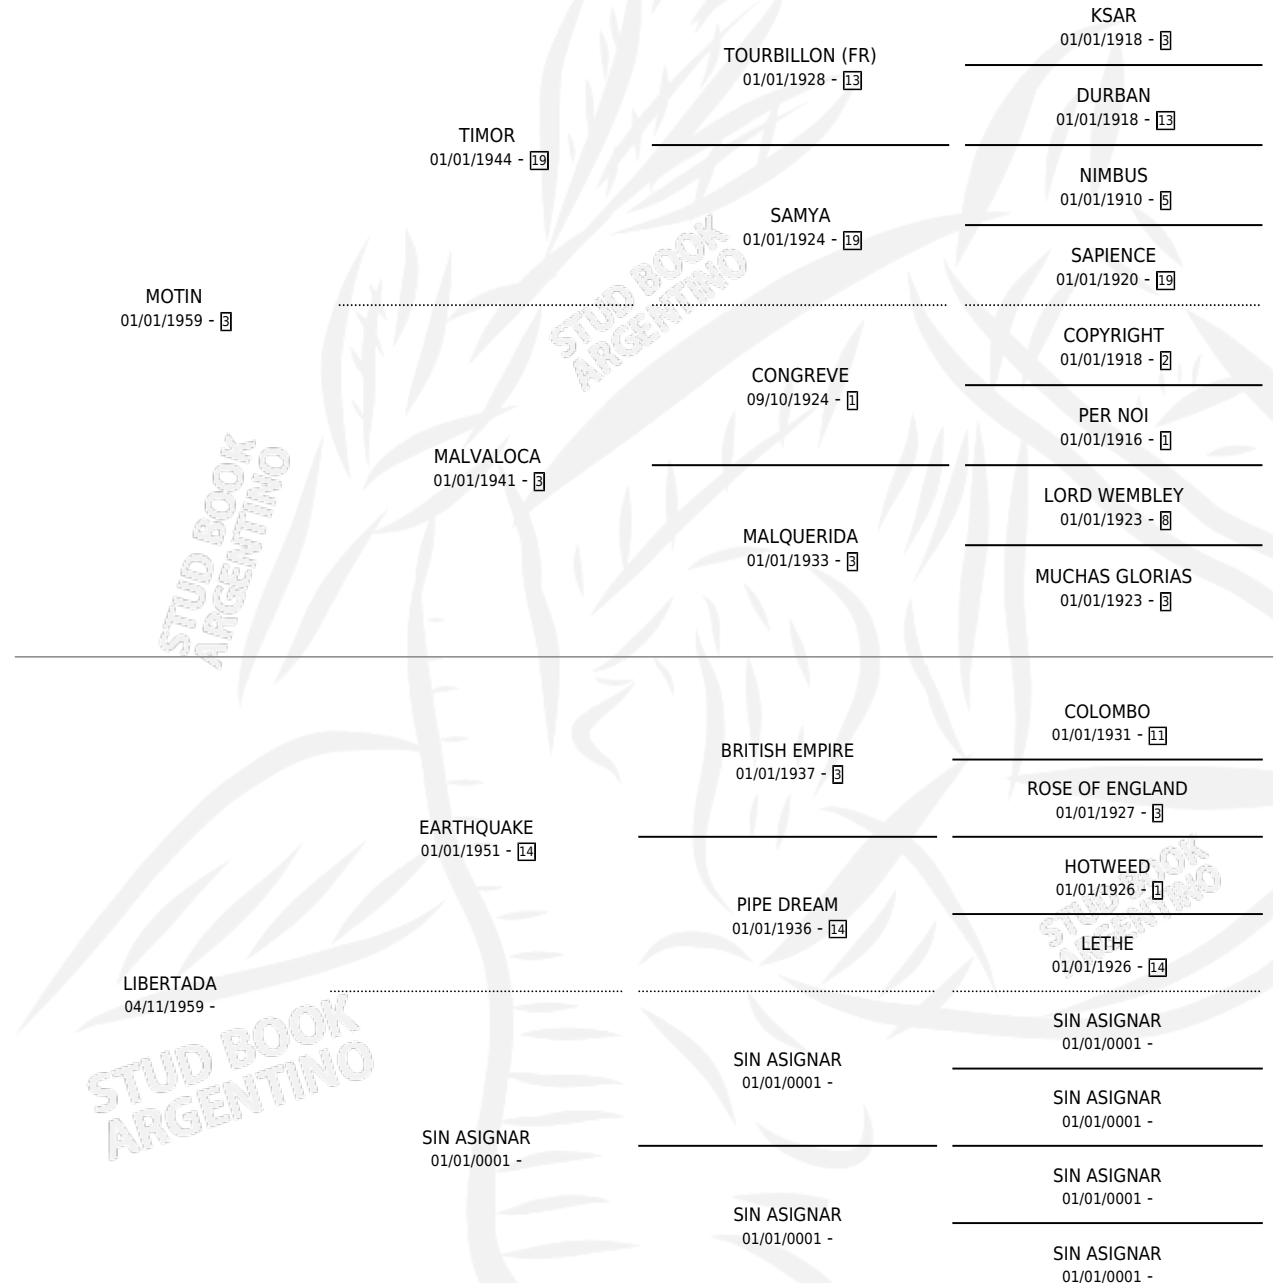 KSAR
01/01/1918 - 3
TOURBILLON (FR)
01/01/1928 - 13
DURBAN
01/01/1918 - 13
TIMOR
01/01/1944 - 19
NIMBUS
01/01/1910 - 5
SAMYA
01/01/1924 - 19
SAPIENCE
01/01/1920 - 19
MOTIN
01/01/1959 - 3
COPYRIGHT
01/01/1918 - 2
CONGREVE
09/10/1924 - 1
PER NOI
01/01/1916 - 1
MALVALOCA
01/01/1941 - 3
LORD WEMBLEY
01/01/1923 - 8
MALQUERIDA
01/01/1933 - 3
MUCHAS GLORIAS
01/01/1923 - 3
COLOMBO
01/01/1931 - 11
BRITISH EMPIRE
01/01/1937 - 3
ROSE OF ENGLAND
01/01/1927 - 3
EARTHQUAKE
01/01/1951 - 14
HOTWEED
01/01/1926 - 1
PIPE DREAM
01/01/1936 - 14
LETHE
01/01/1926 - 14
LIBERTADA
04/11/1959 -
SIN ASIGNAR
01/01/0001 -
SIN ASIGNAR
01/01/0001 -
SIN ASIGNAR
01/01/0001 -
SIN ASIGNAR
01/01/0001 -
SIN ASIGNAR
01/01/0001 -
SIN ASIGNAR
01/01/0001 -
SIN ASIGNAR
01/01/0001 -
STUD BOOK
ARGENTINO
STUD BOOK
ARGENTINO
STUD BOOK
ARGENTINO
STUD BOOK
ARGENTINO